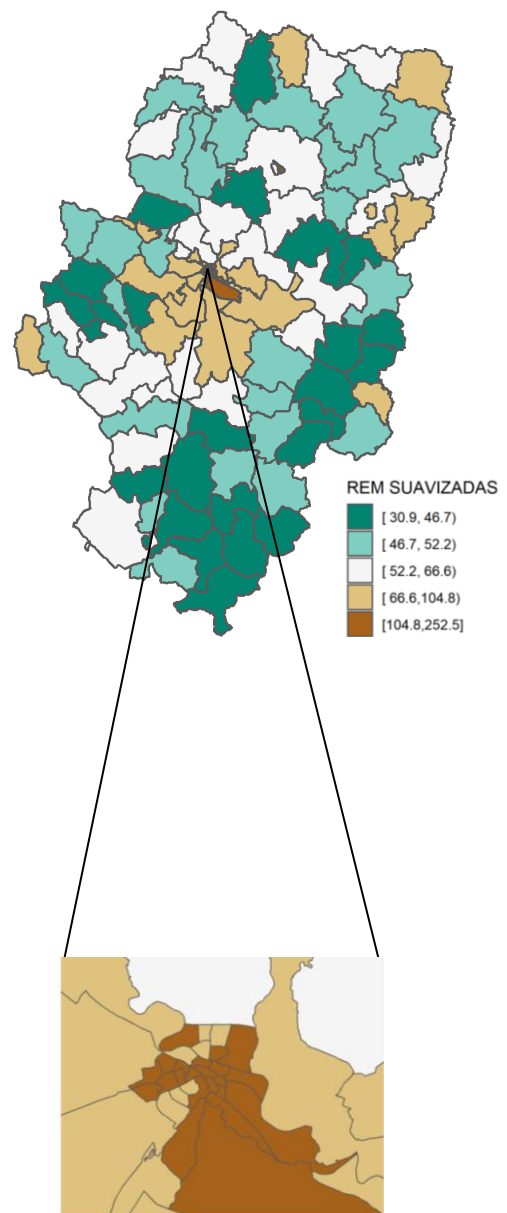 REM SUAVIZADAS
[ 30.9, 46.7)
[ 46.7, 52.2)
[ 52.2, 66.6)
[ 66.6,104.8)
[104.8,252.5]